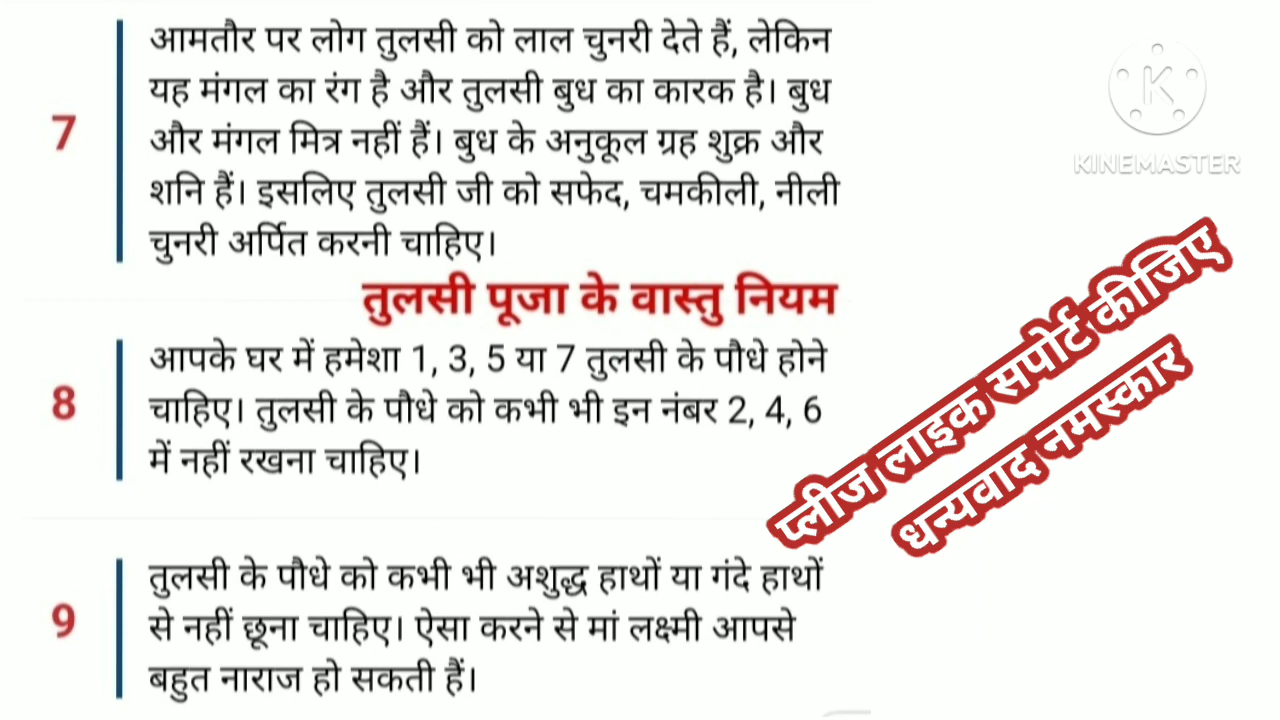 7
आमतौर पर लोग तुलसी को लाल चुनरी देते हैं, लेकिन
यह मंगल का रंग है और तुलसी बुध का कारक है। बुध
और मंगल मित्र नहीं हैं। बुध के अनुकूल ग्रह शुक्र और
शनि हैं। इसलिए तुलसी जी को सफेद, चमकीली, नीली
चुनरी अर्पित करनी चाहिए।
तुलसी पूजा के वास्तु नियम
8
आपके घर में हमेशा 1, 3, 5 या 7 तुलसी के पौधे होने
चाहिए। तुलसी के पौधे को कभी भी इन नंबर 2, 4, 6
में नहीं रखना चाहिए।
9
तुलसी के पौधे को कभी भी अशुद्ध हाथों या गंदे हाथों
से नहीं छूना चाहिए। ऐसा करने से मां लक्ष्मी आपसे
बहुत नाराज हो सकती हैं।
K
KINEMASTER
प्लीज लाइक सपोर्ट कीजिए
धन्यवाद नमस्कार